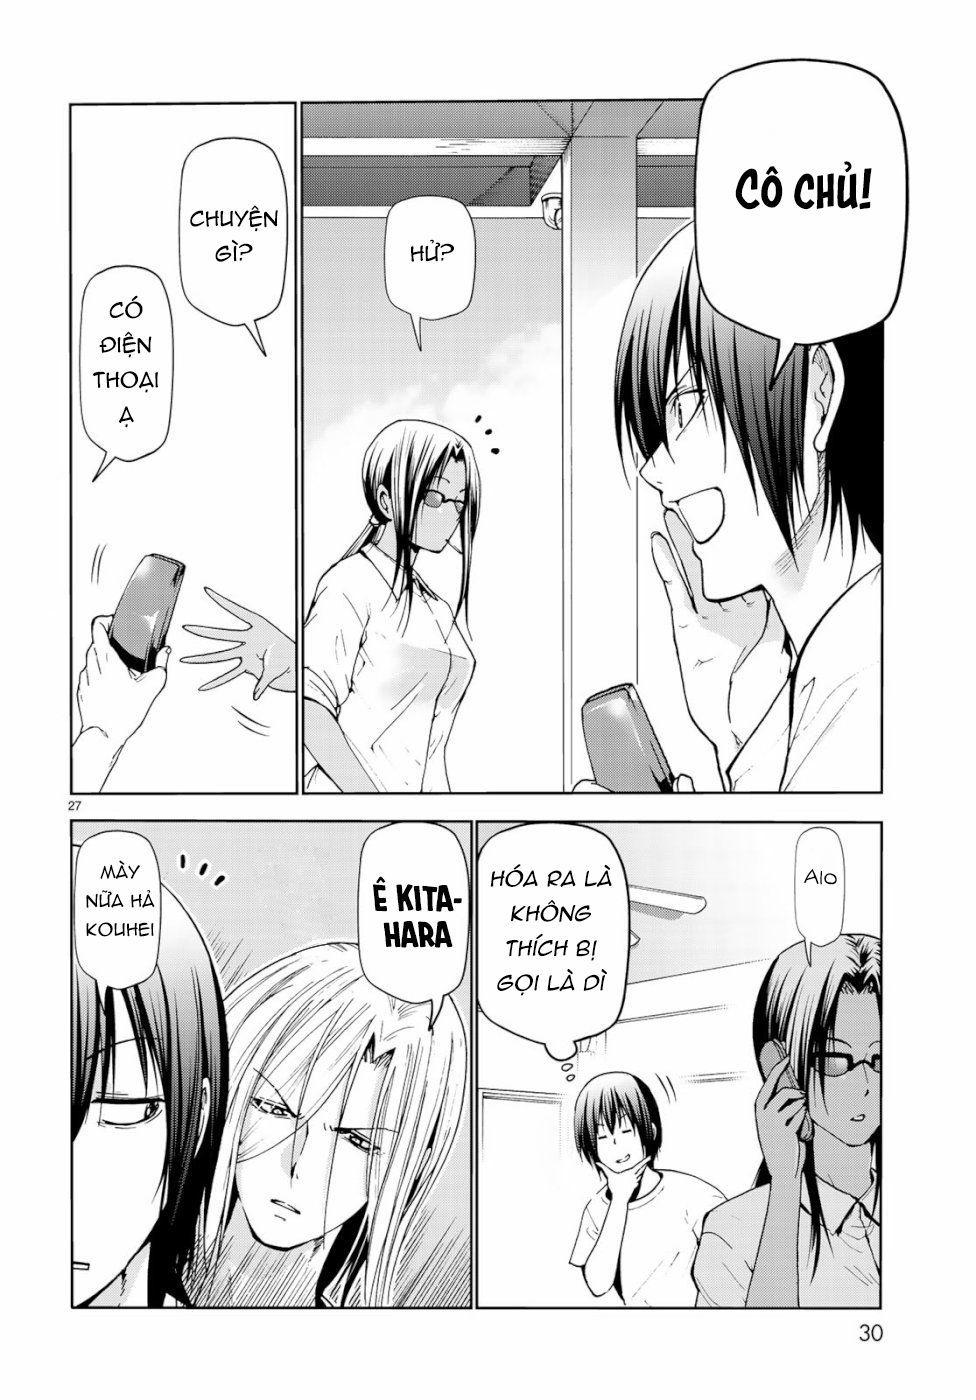 CÔ CHỦ!
HỬ?
CHUYỆN
GÌ?
CÓ
ĐIỆN
THOẠI
Ạ
27
Alo
HÓA RA LÀ
KHÔNG
THÍCH BỊ
GỌI LÀ DÌ
Ê KITA-
HARA
MÀY
NỮA HẢ
KOUHEI
30